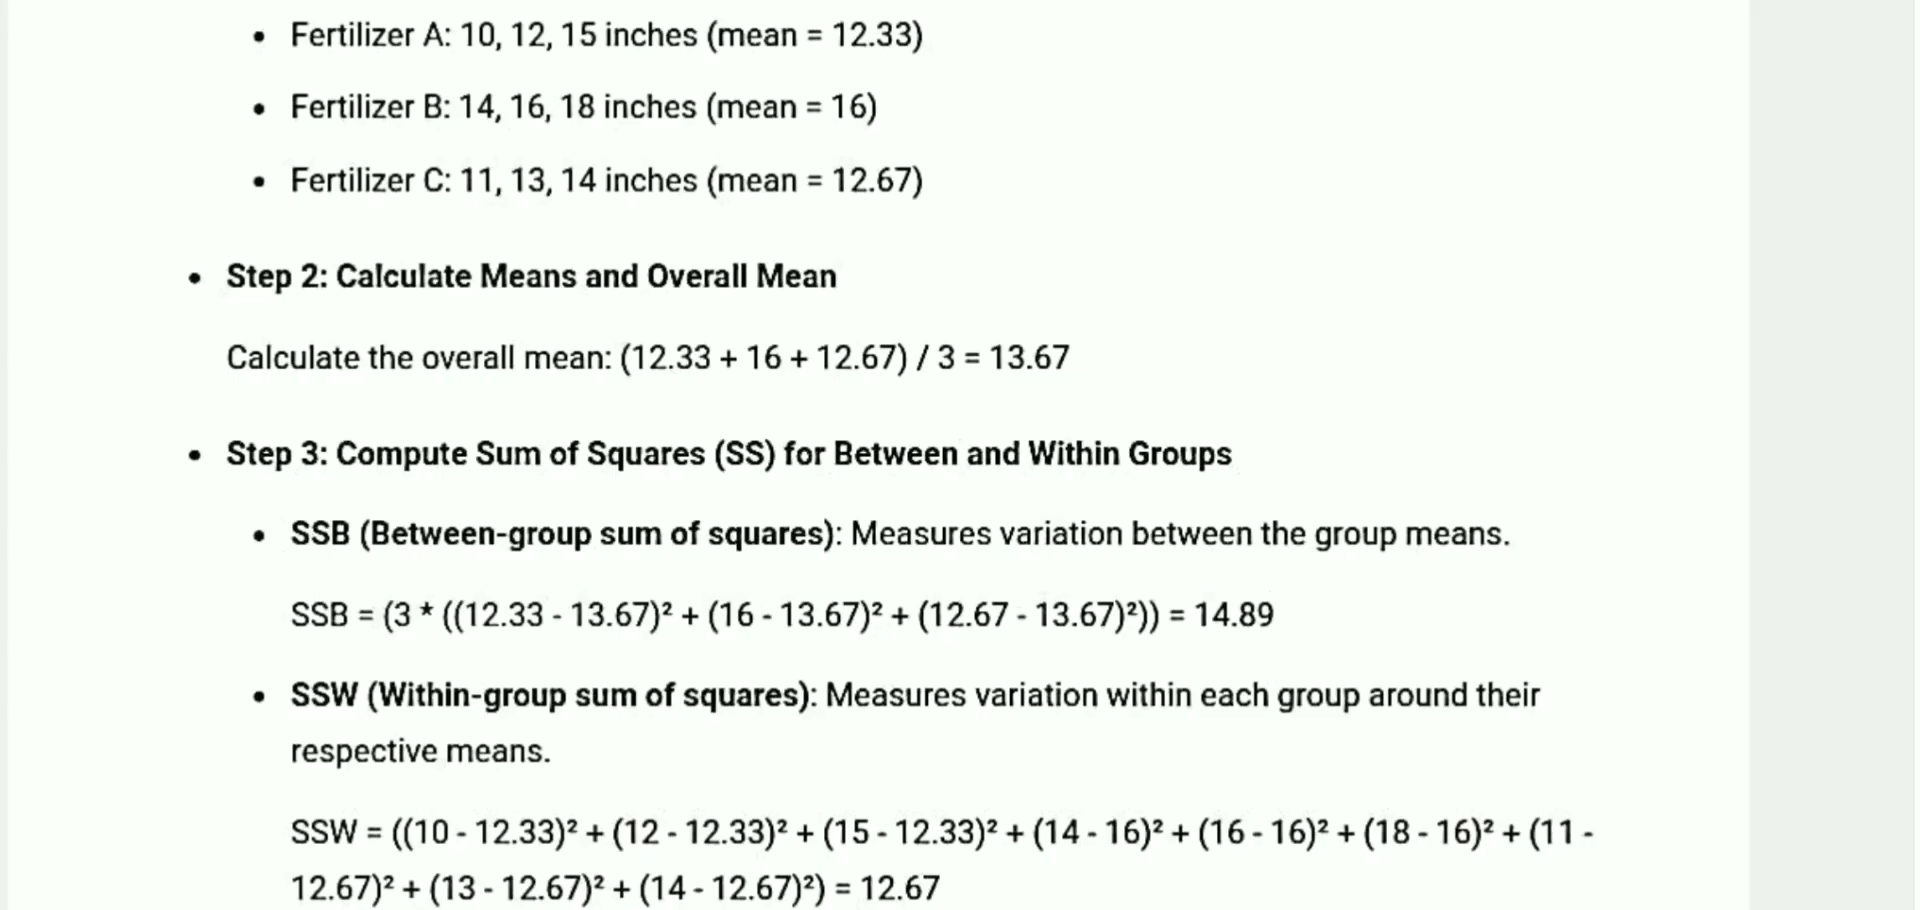 • Fertilizer A: 10, 12, 15 inches (mean = 12.33)
• Fertilizer B: 14, 16, 18 inches (mean = 16)
• Fertilizer C: 11, 13, 14 inches (mean = 12.67)
• Step 2: Calculate Means and Overall Mean
Calculate the overall mean: (12.33 + 16 + 12.67) / 3 = 13.67
• Step 3: Compute Sum of Squares (SS) for Between and Within Groups
• SSB (Between-group sum of squares): Measures variation between the group means.
SSB = (3 * ((12.33 - 13.67)² + (16 - 13.67)² + (12.67 - 13.67)²)) = 14.89
• SSW (Within-group sum of squares): Measures variation within each group around their
respective means.
SSW = ((10 - 12.33)² + (12 - 12.33)² + (15 - 12.33)² + (14 - 16)² + (16 - 16)² + (18 - 16)² + (11 -
12.67)² + (13 - 12.67)² + (14 - 12.67)²) = 12.67